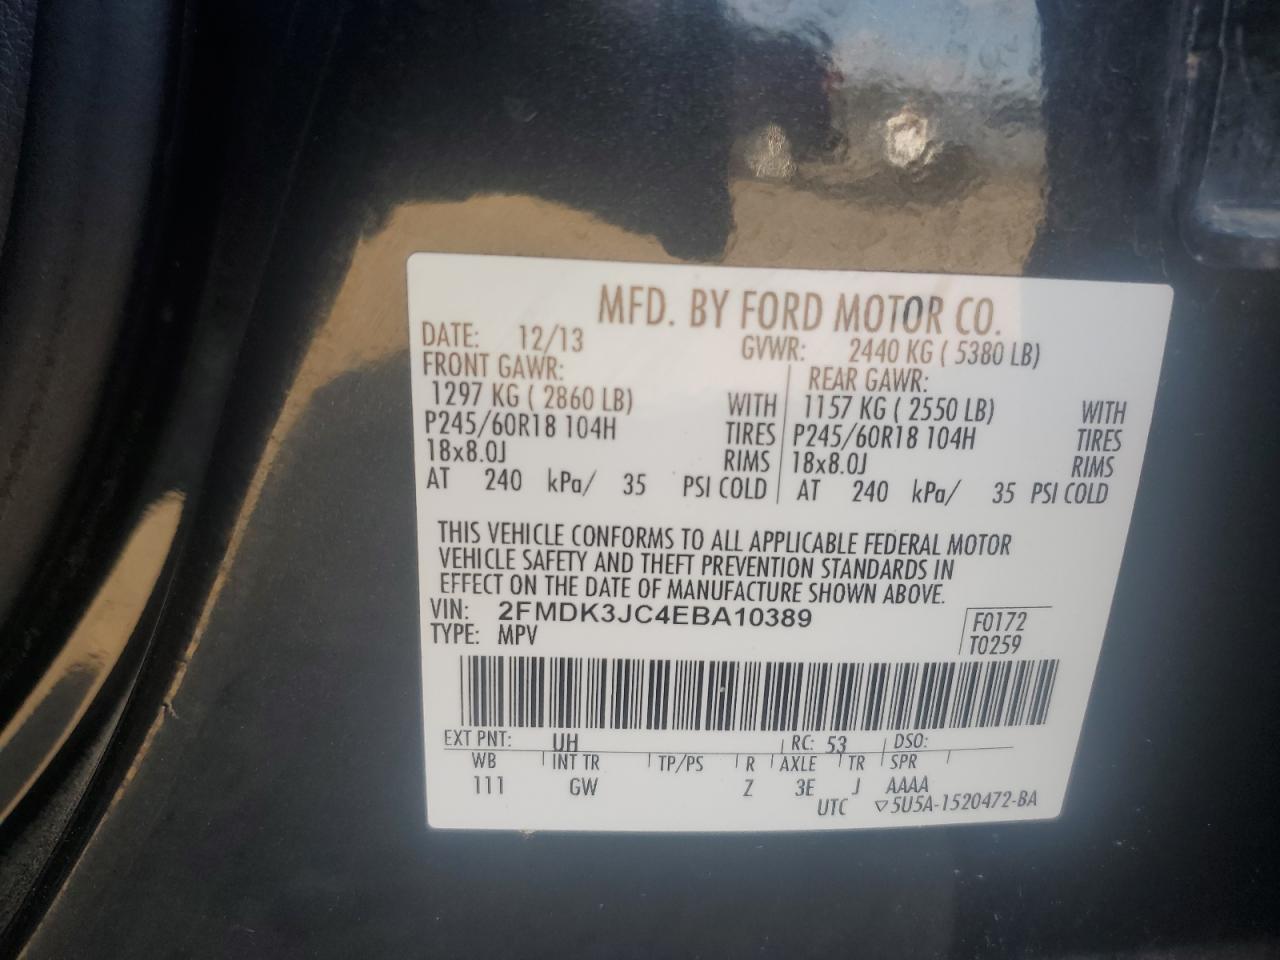 MFD. BY FORD MOTOR CO.
DATE: 12/13 GVWR: 2440 KG ( 5380 LB)
FRONT GAWR: REAR GAWR:
1297 KG ( 2860 LB) WITH 1157 KG ( 2550 LB) WITH
P245/60R18 104H TIRES P245/60R18 104H TIRES
18x8.0J RIMS 18x8.0J RIMS
AT 240 kPa/ 35 PSI COLD AT 240 kPa/ 35 PSI COLD
THIS VEHICLE CONFORMS TO ALL APPLICABLE FEDERAL MOTOR
VEHICLE SAFETY AND THEFT PREVENTION STANDARDS IN
EFFECT ON THE DATE OF MANUFACTURE SHOWN ABOVE.
VIN: 2FMDK3JC4EBA10389 F0172
TYPE: MPV T0259
EXT PNT: UH RC: 53 DSO:
WB INT TR TP/PS R AXLE TR SPR
111 GW Z 3E J AAAA
UTC ▽5U5A-1520472-BA